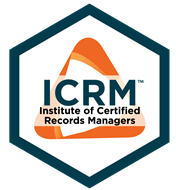 ICRM™
Institute of Certified
Records Managers